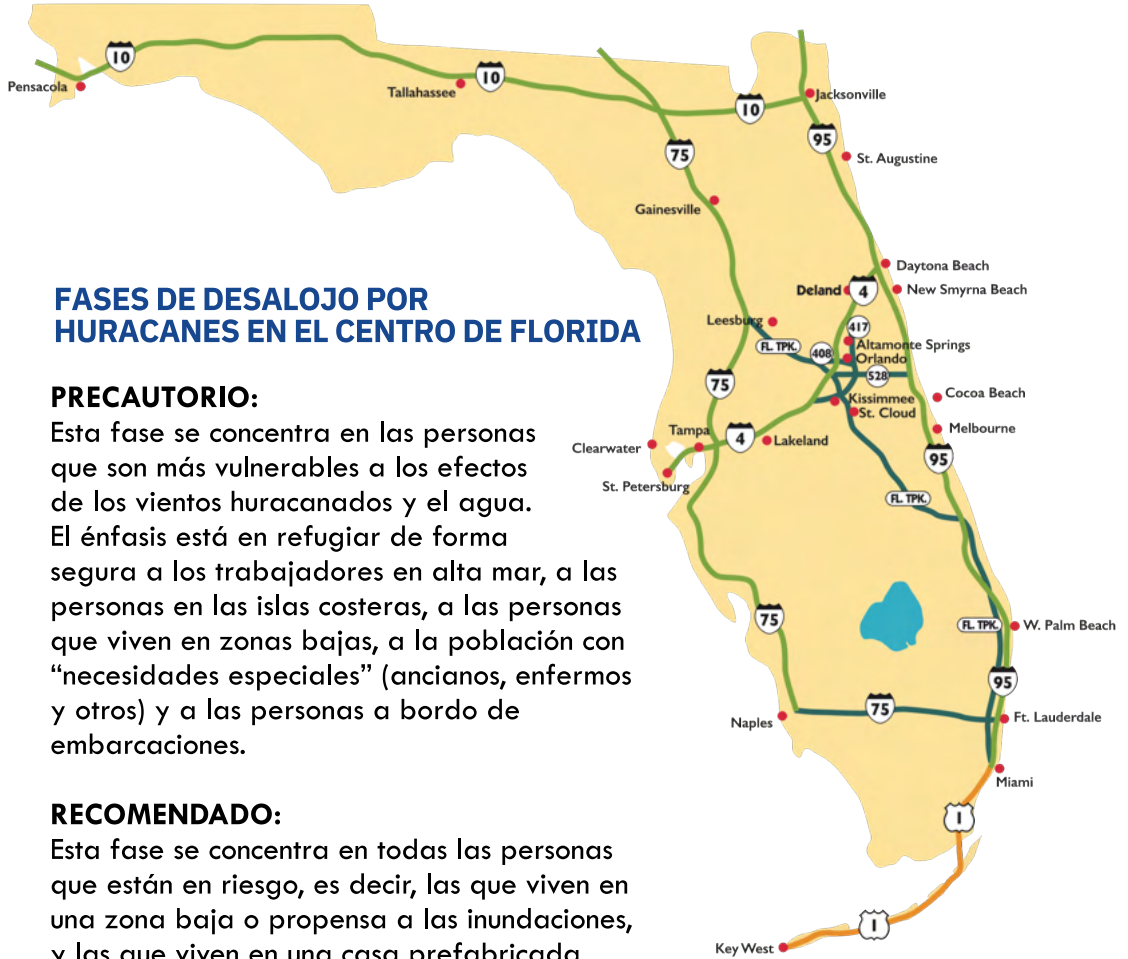 10
Pensacola
Tallahassee
10
10
Jacksonville
95
75
St. Augustine
Gainesville
Daytona Beach
Deland
4
New Smyrna Beach
Leesburg
417
FL. TPK.
408
Altamonte Springs
Orlando
528
75
Kissimmee
St. Cloud
Cocoa Beach
Melbourne
Tampa
4
Lakeland
Clearwater
95
St. Petersburg
FL. TPK.
75
FL. TPK.
W. Palm Beach
95
75
Naples
Ft. Lauderdale
Miami
1
1
Key West
FASES DE DESALOJO POR
HURACANES EN EL CENTRO DE FLORIDA
PRECAUTORIO:
Esta fase se concentra en las personas
que son más vulnerables a los efectos
de los vientos huracanados y el agua.
El énfasis está en refugiar de forma
segura a los trabajadores en alta mar, a las
personas en las islas costeras, a las personas
que viven en zonas bajas, a la población con
“necesidades especiales” (ancianos, enfermos
y otros) y a las personas a bordo de
embarcaciones.
RECOMENDADO:
Esta fase se concentra en todas las personas
que están en riesgo, es decir, las que viven en
una zona baja o propensa a las inundaciones,
y las que viven en una casa prefabricada